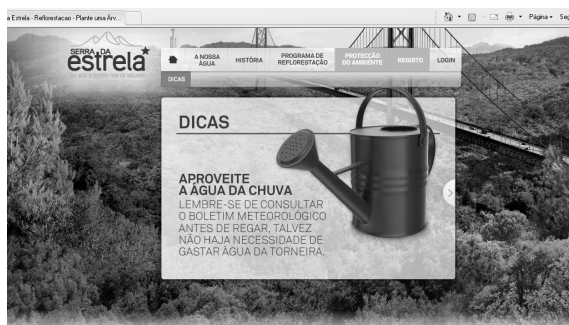 a Estrela - Reflorestacao - Plante uma Árv...
Página
SERRA DA
estrela
A NOSSA
ÁGUA
HISTÓRIA
PROGRAMA DE
REFLORESTAÇÃO
PROTECÇÃO
DO AMBIENTE
REGISTO
LOGIN
DICAS
DICAS
APROVEITE
A ÁGUA DA CHUVA
LEMBRE-SE DE CONSULTAR
O BOLETIM METEOROLÓGICO
ANTES DE REGAR, TALVEZ
NÃO HAJA NECESSIDADE DE
GASTAR ÁGUA DA TORNEIRA.